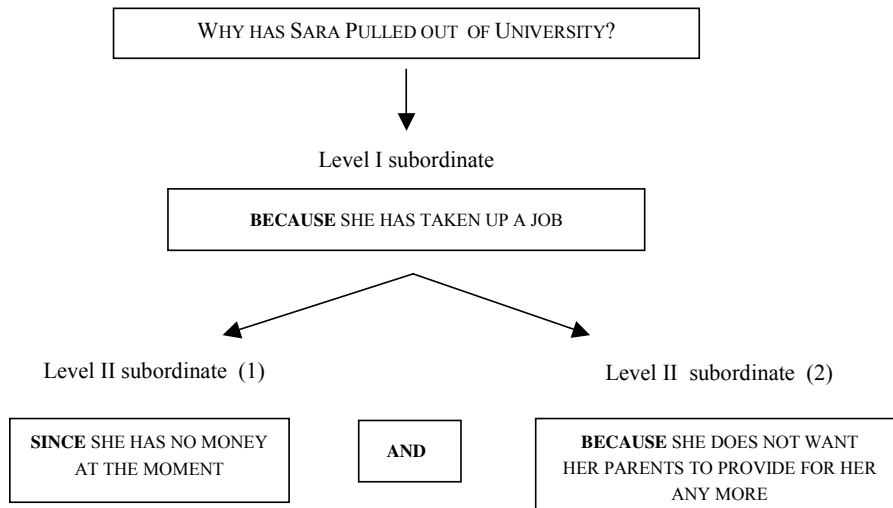 WHY HAS SARA PULLED OUT OF UNIVERSITY?
Level I subordinate
BECAUSE SHE HAS TAKEN UP A JOB
Level II subordinate (1)
Level II subordinate (2)
SINCE SHE HAS NO MONEY
AT THE MOMENT
AND
BECAUSE SHE DOES NOT WANT
HER PARENTS TO PROVIDE FOR HER
ANY MORE